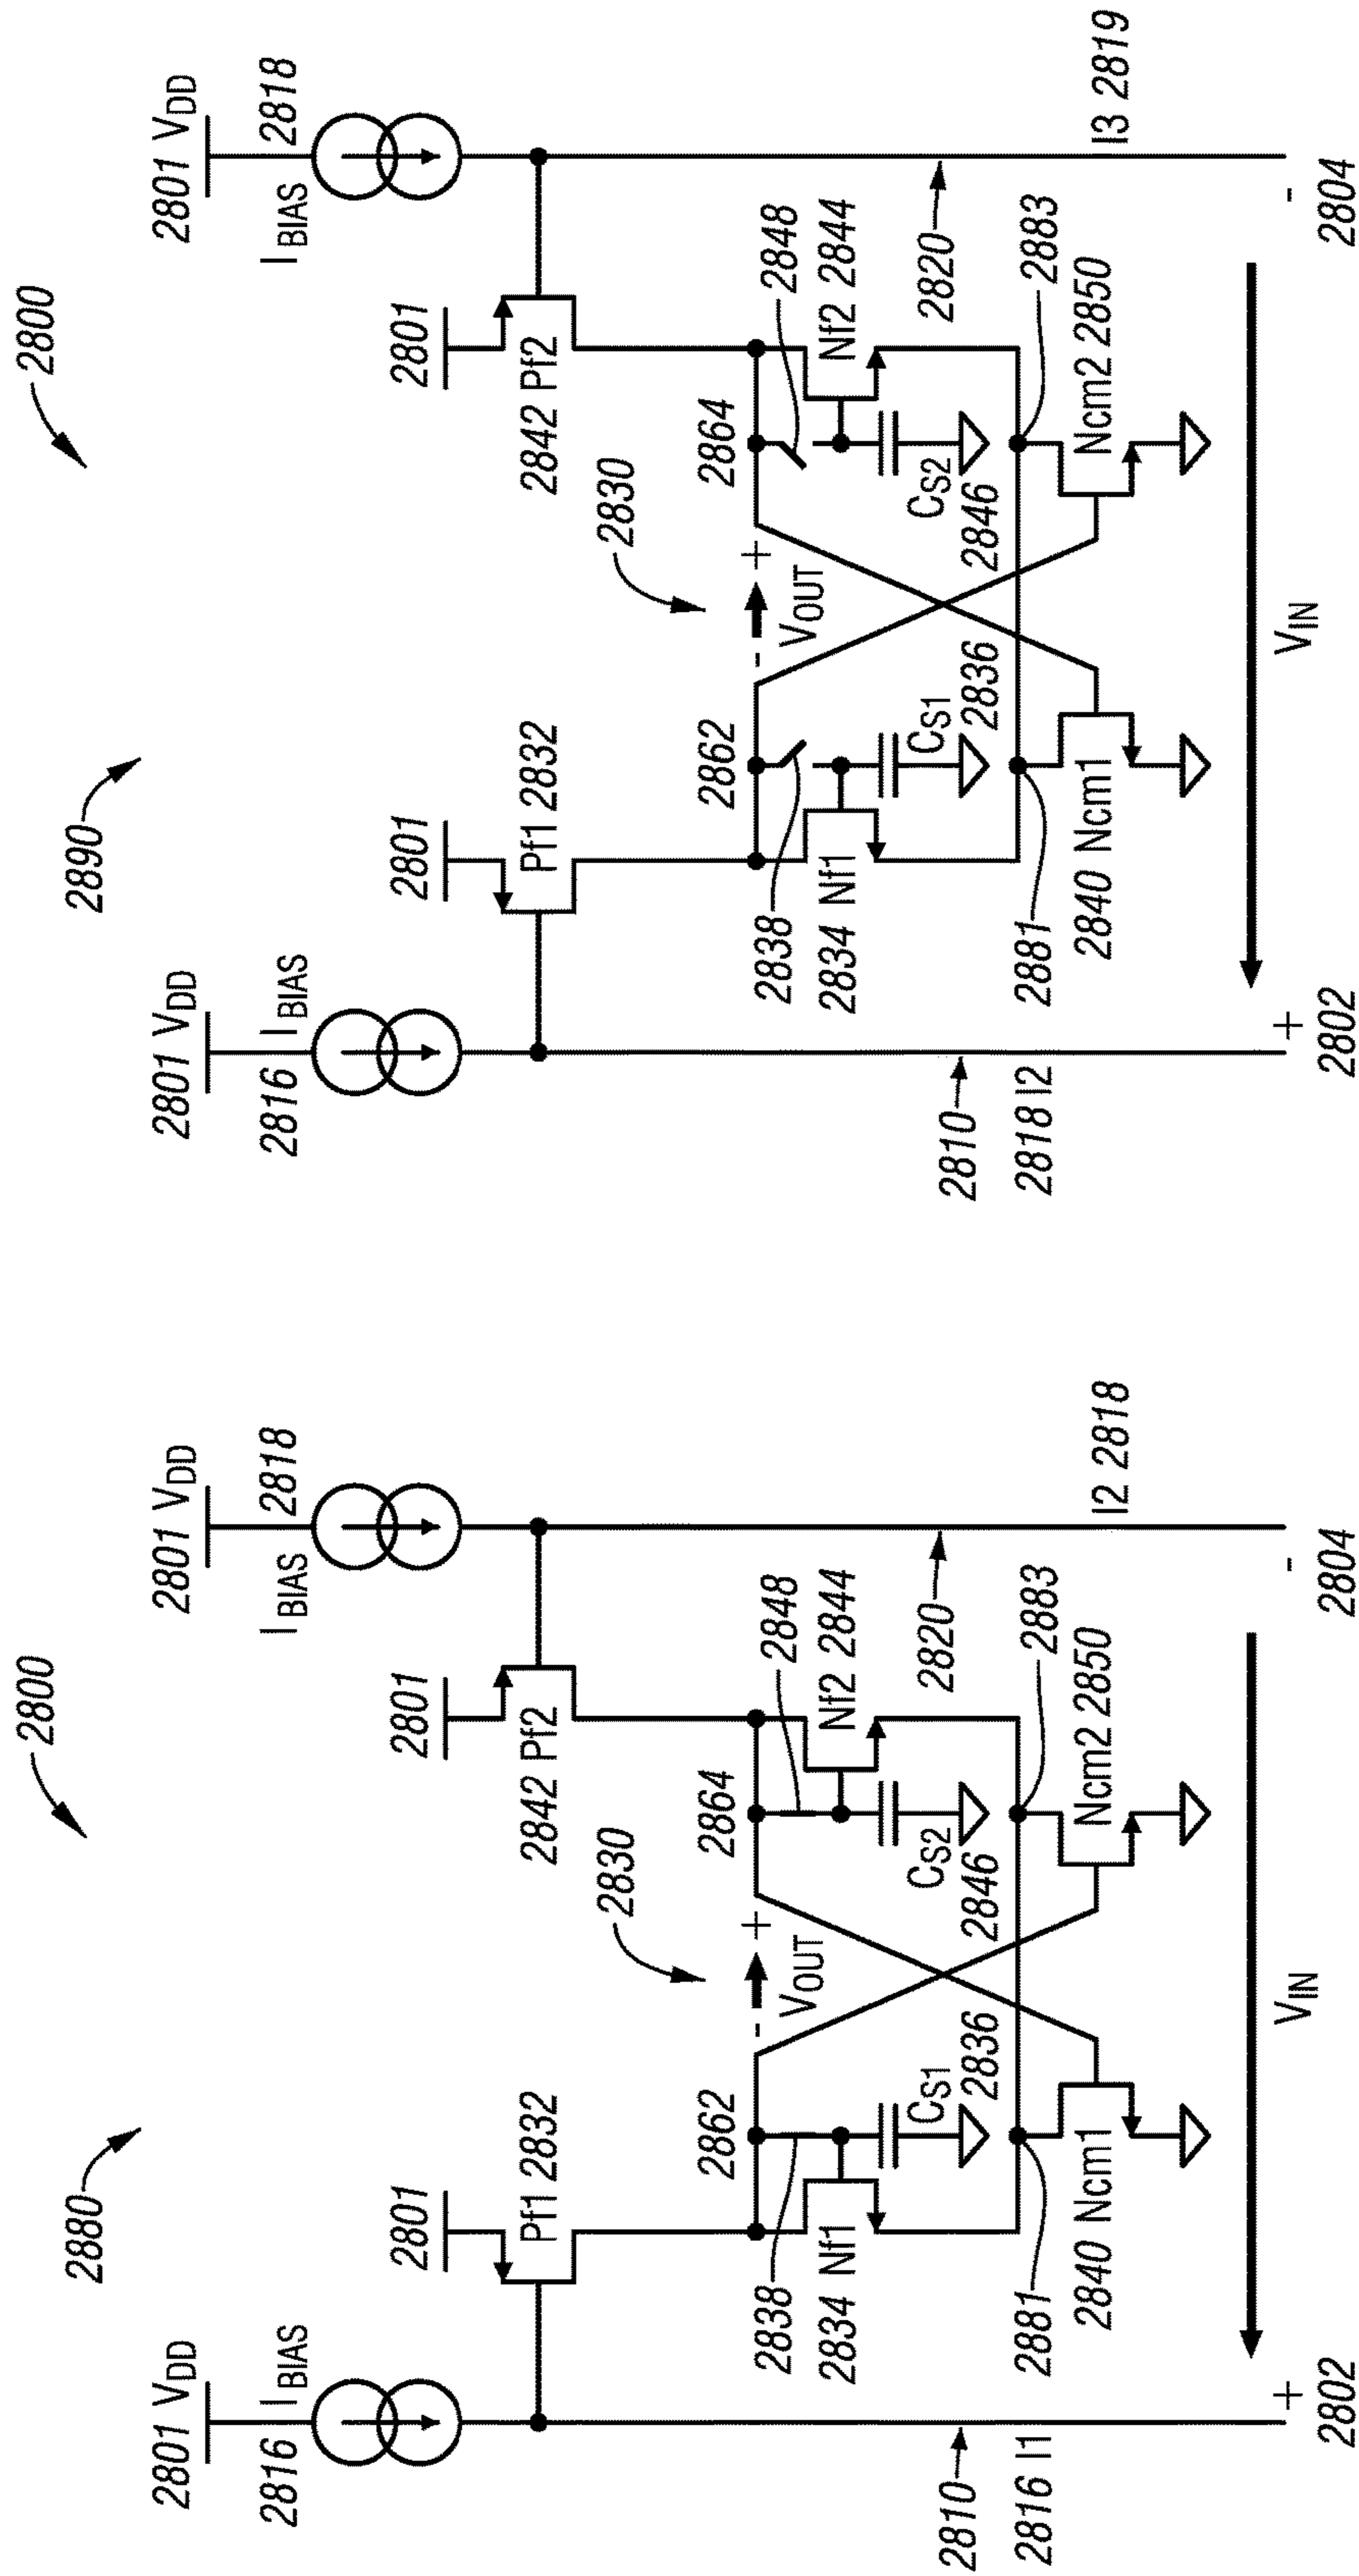 2880
2800
2801 VDD
2816 IBIAS
2801 VDD
IBIAS 2818
2801
Pf1 2832
2801
2842 Pf2
2830
2862
2864
- +
VOUT
2838
2834 Nf1
CS1
2836
CS2
2846
2848
Nf2 2844
2810
2816 I1
2820
I2 2818
2881
2840 Ncm1
2883
Ncm2 2850
VIN
+
2802
-
2804
2890
2800
2801 VDD
2816 IBIAS
2801 VDD
IBIAS 2818
2801
Pf1 2832
2801
2842 Pf2
2830
2862
2864
- +
VOUT
2838
2834 Nf1
CS1
2836
CS2
2846
2848
Nf2 2844
2810
2818 I2
2820
I3 2819
2881
2840 Ncm1
2883
Ncm2 2850
VIN
+
2802
-
2804